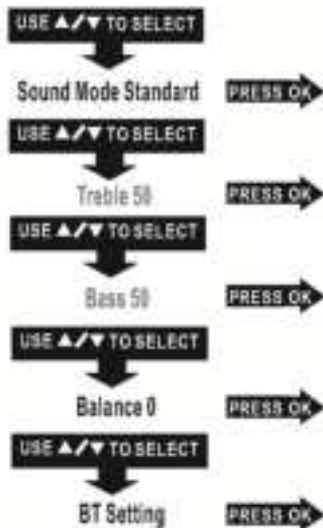 USE ▲/▼ TO SELECT
Sound Mode Standard PRESS OK
USE ▲/▼ TO SELECT
Treble 50 PRESS OK
USE ▲/▼ TO SELECT
Bass 50 PRESS OK
USE ▲/▼ TO SELECT
Balance 0 PRESS OK
USE ▲/▼ TO SELECT
BT Setting PRESS OK